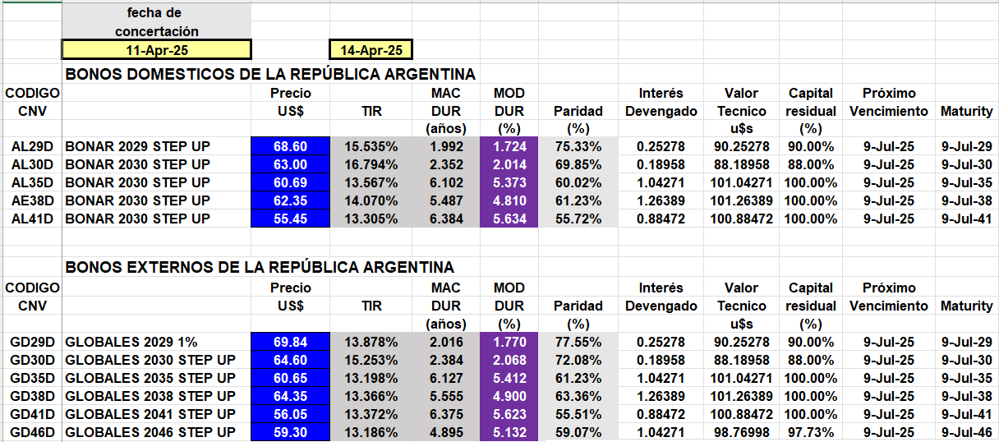 fecha de
concertación
11-Apr-25 14-Apr-25
BONOS DOMESTICOS DE LA REPÚBLICA ARGENTINA
CODIGO Precio MAC MOD Interés Valor Capital Próximo
CNV US$ TIR DUR DUR Paridad Devengado Tecnico residual Vencimiento Maturity
(años) (%) (%) u$s (%)
AL29D BONAR 2029 STEP UP 68.60 15.535% 1.992 1.724 75.33% 0.25278 90.25278 90.00% 9-Jul-25 9-Jul-29
AL30D BONAR 2030 STEP UP 63.00 16.794% 2.352 2.014 69.85% 0.18958 88.18958 88.00% 9-Jul-25 9-Jul-30
AL35D BONAR 2030 STEP UP 60.69 13.567% 6.102 5.373 60.02% 1.04271 101.04271 100.00% 9-Jul-25 9-Jul-35
AE38D BONAR 2030 STEP UP 62.35 14.070% 5.487 4.810 61.23% 1.26389 101.26389 100.00% 9-Jul-25 9-Jul-38
AL41D BONAR 2030 STEP UP 55.45 13.305% 6.384 5.634 55.72% 0.88472 100.88472 100.00% 9-Jul-25 9-Jul-41
BONOS EXTERNOS DE LA REPÚBLICA ARGENTINA
CODIGO Precio MAC MOD Interés Valor Capital Próximo
CNV US$ TIR DUR DUR Paridad Devengado Tecnico residual Vencimiento Maturity
(años) (%) (%) u$s (%)
GD29D GLOBALES 2029 1% 69.84 13.878% 2.016 1.770 77.55% 0.25278 90.25278 90.00% 9-Jul-25 9-Jul-29
GD30D GLOBALES 2030 STEP UP 64.60 15.253% 2.384 2.068 72.08% 0.18958 88.18958 88.00% 9-Jul-25 9-Jul-30
GD35D GLOBALES 2035 STEP UP 60.65 13.198% 6.127 5.412 61.23% 1.04271 101.04271 100.00% 9-Jul-25 9-Jul-35
GD38D GLOBALES 2038 STEP UP 64.35 13.366% 5.555 4.900 63.36% 1.26389 101.26389 100.00% 9-Jul-25 9-Jul-38
GD41D GLOBALES 2041 STEP UP 56.05 13.372% 6.375 5.623 55.51% 0.88472 100.88472 100.00% 9-Jul-25 9-Jul-41
GD46D GLOBALES 2046 STEP UP 59.30 13.186% 4.895 5.132 59.07% 1.04271 98.76998 97.73% 9-Jul-25 9-Jul-46